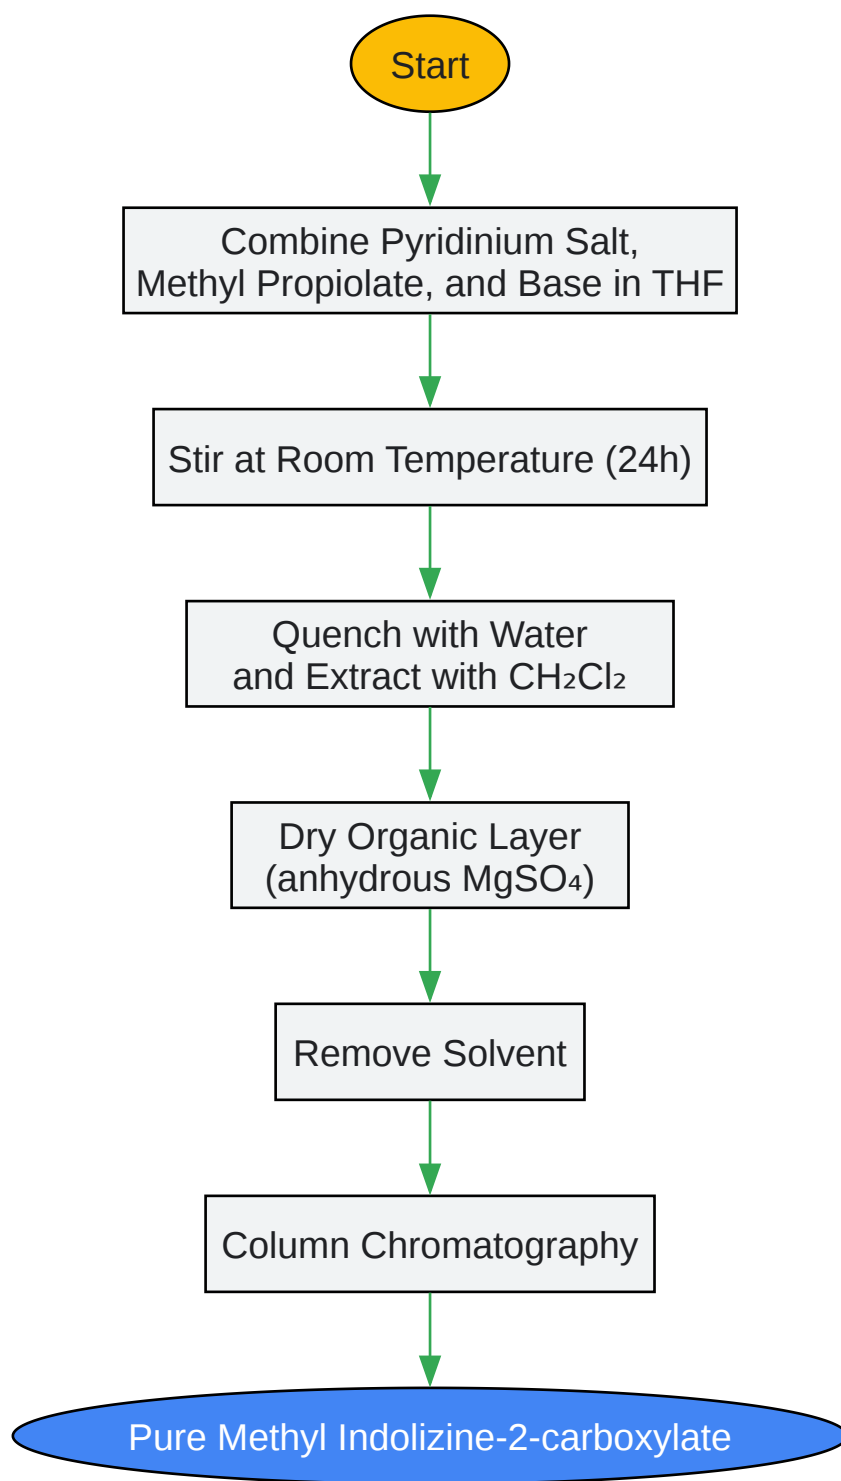 Start
Combine Pyridinium Salt,
Methyl Propiolate, and Base in THF
Stir at Room Temperature (24h)
Quench with Water
and Extract with CH₂Cl₂
Dry Organic Layer
(anhydrous MgSO₄)
Remove Solvent
Column Chromatography
Pure Methyl Indolizine-2-carboxylate